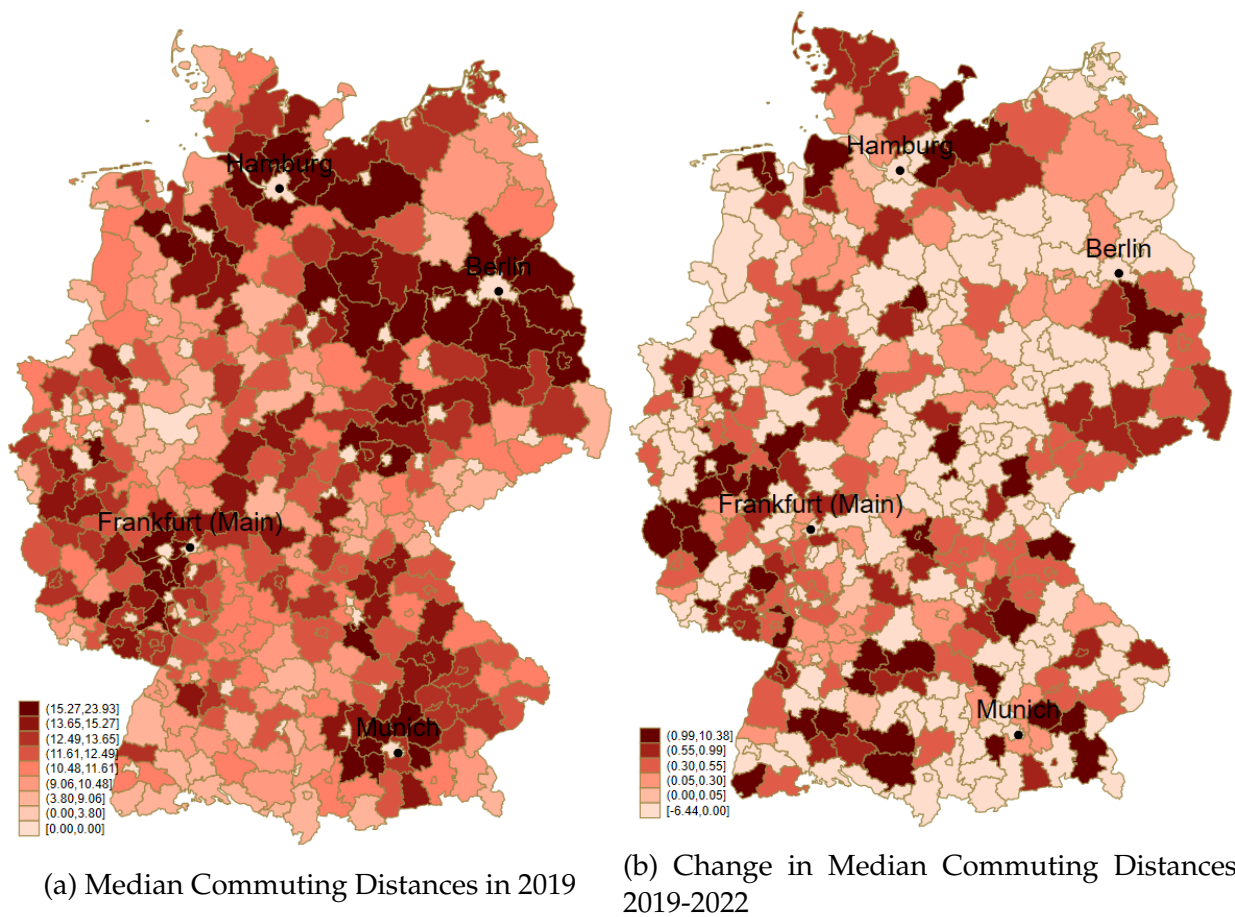 Hamburg
Berlin
Frankfurt (Main)
Munich
(15.27,23.93]
(13.65,15.27]
(12.49,13.65]
(11.61,12.49]
(10.48,11.61]
(9.06,10.48]
(3.80,9.06]
(0.00,3.80]
[0.00,0.00]
(a) Median Commuting Distances in 2019
Hamburg
Berlin
Frankfurt (Main)
Munich
(0.99,10.38]
(0.55,0.99]
(0.30,0.55]
(0.05,0.30]
(0.00,0.05]
[-6.44,0.00]
(b) Change in Median Commuting Distances
2019-2022